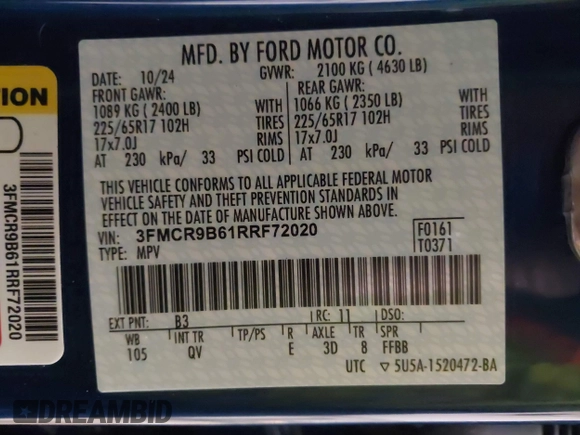 MFD. BY FORD MOTOR CO.
DATE: 10/24 GVWR: 2100 KG ( 4630 LB)
FRONT GAWR: REAR GAWR:
1089 KG ( 2400 LB) WITH 1066 KG ( 2350 LB) WITH
225/65R17 102H TIRES 225/65R17 102H TIRES
17x7.0J RIMS 17x7.0J RIMS
AT 230 kPa/ 33 PSI COLD AT 230 kPa/ 33 PSI COLD
THIS VEHICLE CONFORMS TO ALL APPLICABLE FEDERAL MOTOR
VEHICLE SAFETY AND THEFT PREVENTION STANDARDS IN
EFFECT ON THE DATE OF MANUFACTURE SHOWN ABOVE.
VIN: 3FMCR9B61RRF72020 F0161
TYPE: MPV T0371
EXT PNT: B3 RC: 11 DSO:
WB INT TR TP/PS R AXLE TR SPR
105 QV E 3D 8 FFBB
UTC ▽ 5U5A-1520472-BA
3FMCR9B61RRF72020
DREAMBID